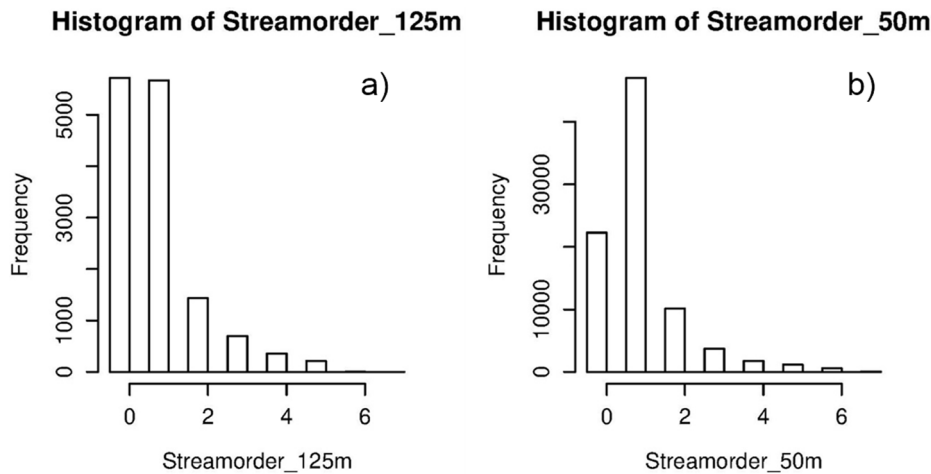 Histogram of Streamorder_125m
a)
Frequency
5000
3000
1000
0
0 2 4 6
Streamorder_125m
Histogram of Streamorder_50m
b)
Frequency
30000
10000
0
0 2 4 6
Streamorder_50m